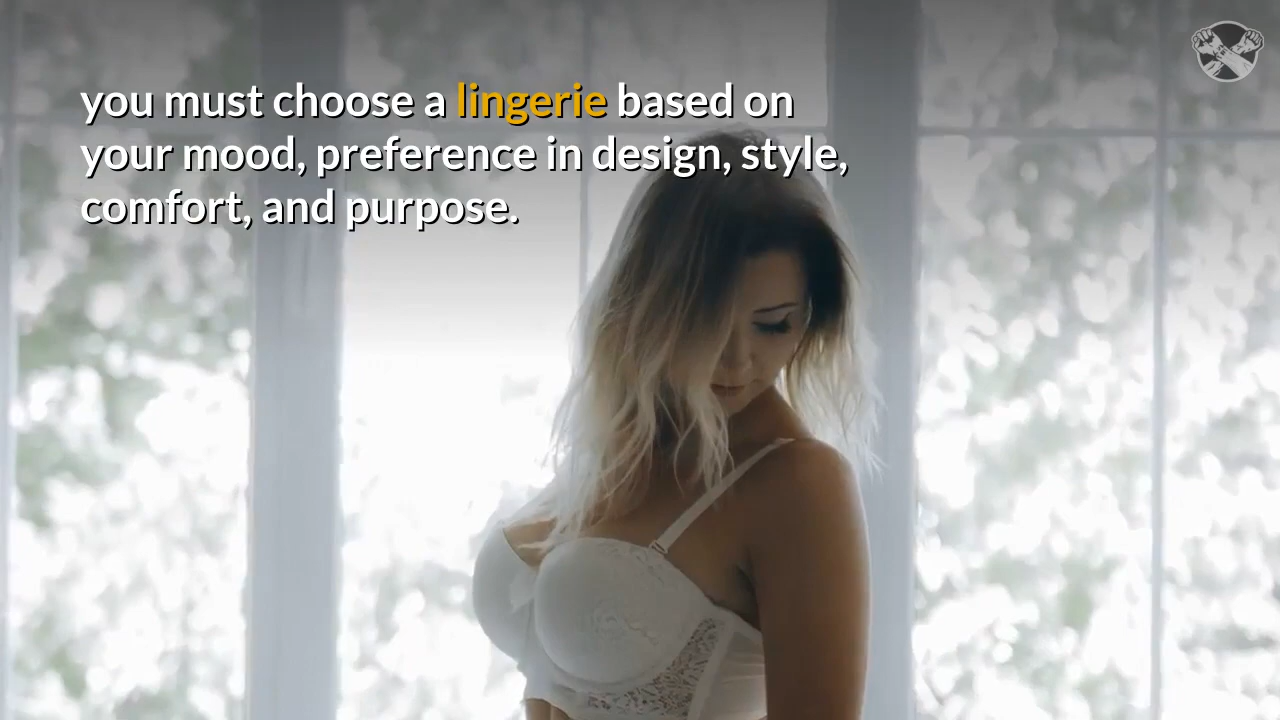 you must choose a lingerie based on
your mood, preference in design, style,
comfort, and purpose.